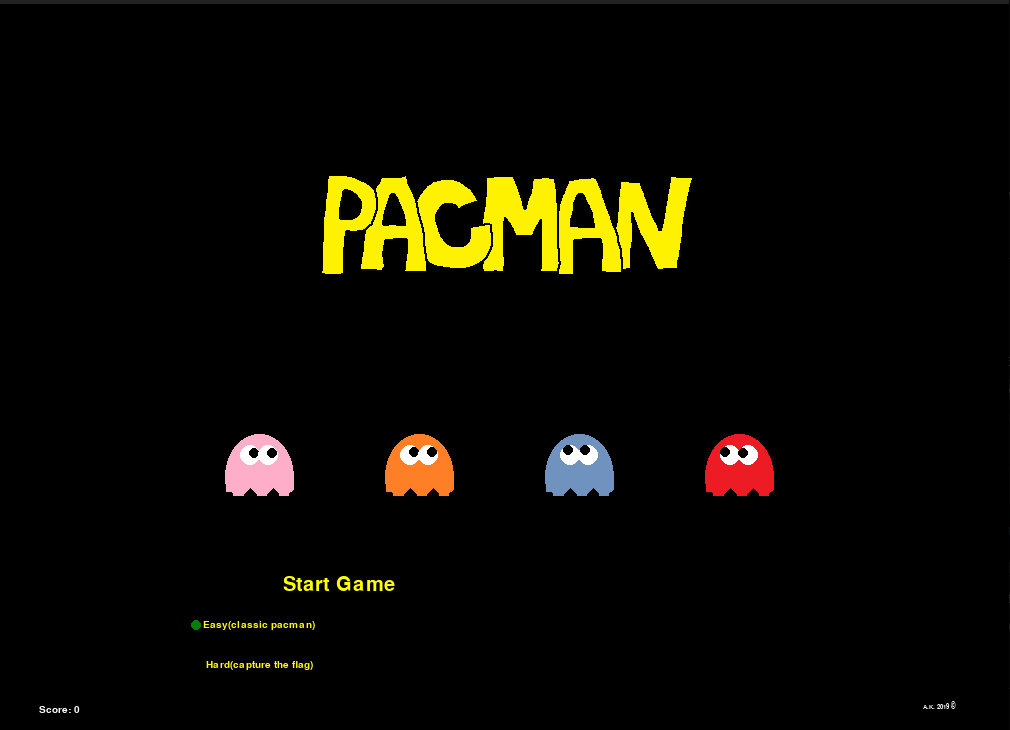 PACMAN
Start Game
Easy(classic pacman)
Hard(capture the flag)
Score: 0
A.K. 2019©